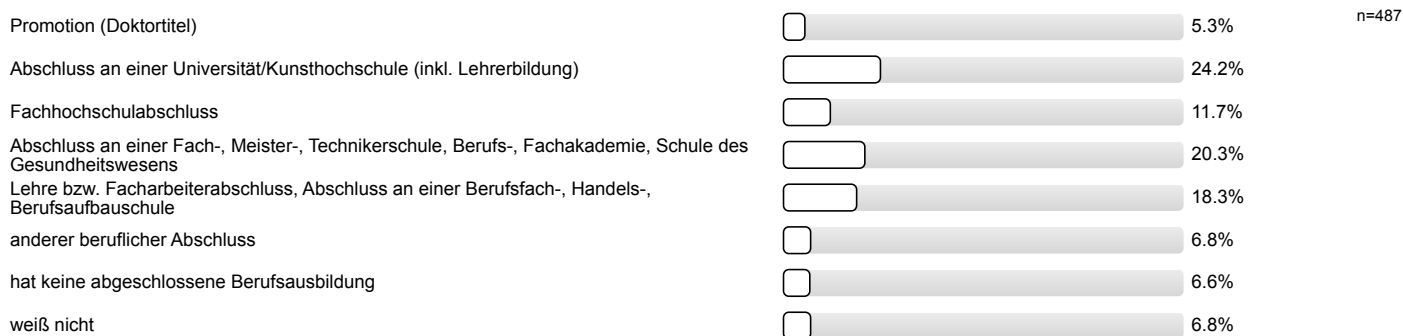 Promotion (Doktortitel) 5.3% n=487
Abschluss an einer Universität/Kunsthochschule (inkl. Lehrerbildung) 24.2%
Fachhochschulabschluss 11.7%
Abschluss an einer Fach-, Meister-, Technikerschule, Berufs-, Fachakademie, Schule des
Gesundheitswesens 20.3%
Lehre bzw. Facharbeiterabschluss, Abschluss an einer Berufsfach-, Handels-,
Berufsaufbauschule 18.3%
anderer beruflicher Abschluss 6.8%
hat keine abgeschlossene Berufsausbildung 6.6%
weiß nicht 6.8%